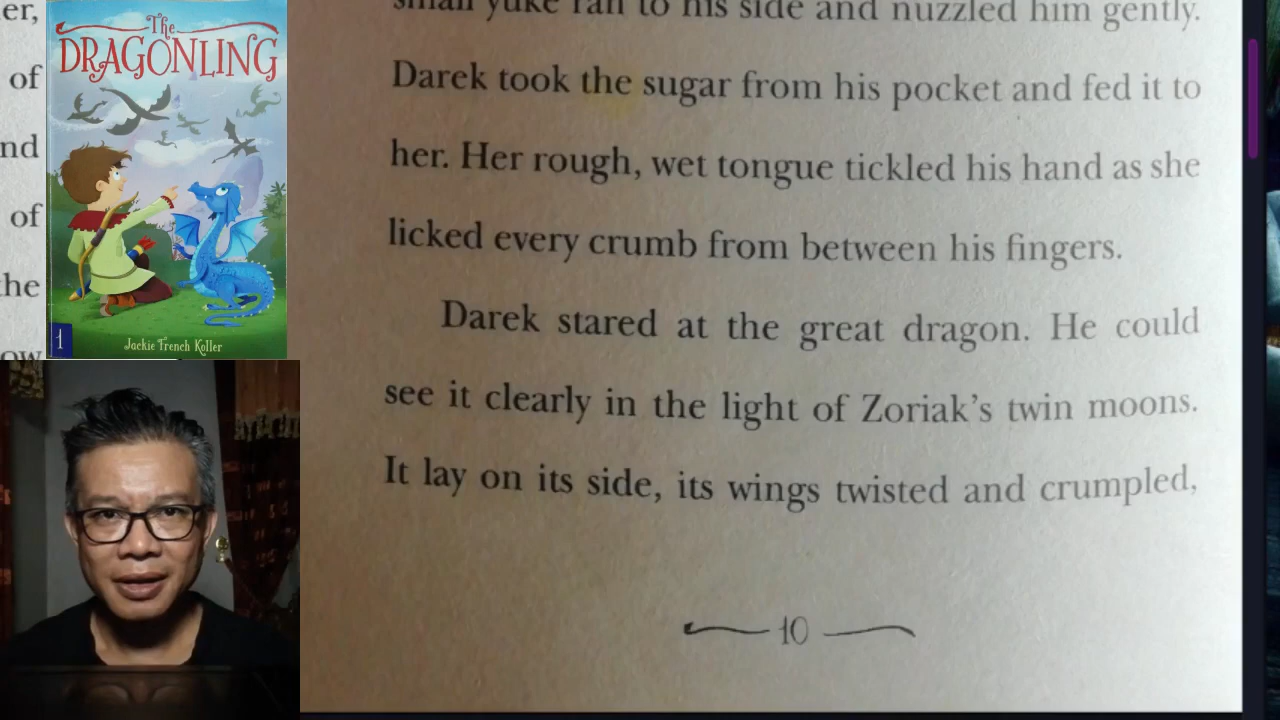 er,
of
nd
of
the
ow
The
DRAGONLING
1
Jackie French Koller
small yuke ran to his side and nuzzled him gently.
Darek took the sugar from his pocket and fed it to
her. Her rough, wet tongue tickled his hand as she
licked every crumb from between his fingers.
Darek stared at the great dragon. He could
see it clearly in the light of Zoriak's twin moons.
It lay on its side, its wings twisted and crumpled,
10